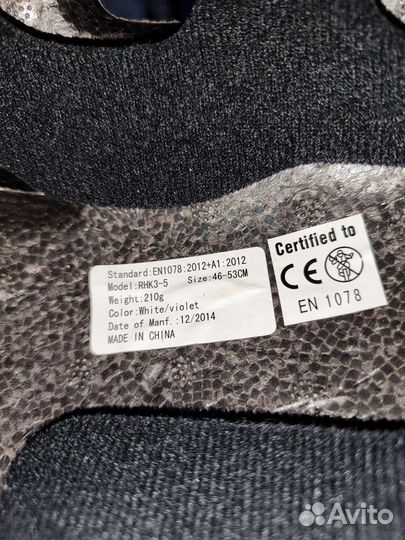 Standard:EN1078:2012+A1:2012
Model:RHK3-5 Size:46-53CM
Weight:210g
Color:White/violet
Date of Manf.:12/2014
MADE IN CHINA
Certified to
CE
EN 1078
Avito